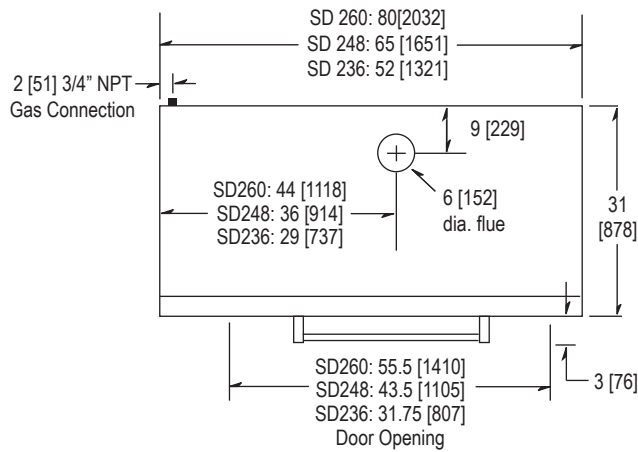 SD 260: 80[2032]
SD 248: 65 [1651]
SD 236: 52 [1321]
2 [51] 3/4” NPT
Gas Connection
9 [229]
SD260: 44 [1118]
SD248: 36 [914]
SD236: 29 [737]
6 [152]
dia. flue
31
[878]
SD260: 55.5 [1410]
SD248: 43.5 [1105]
SD236: 31.75 [807]
Door Opening
3 [76]